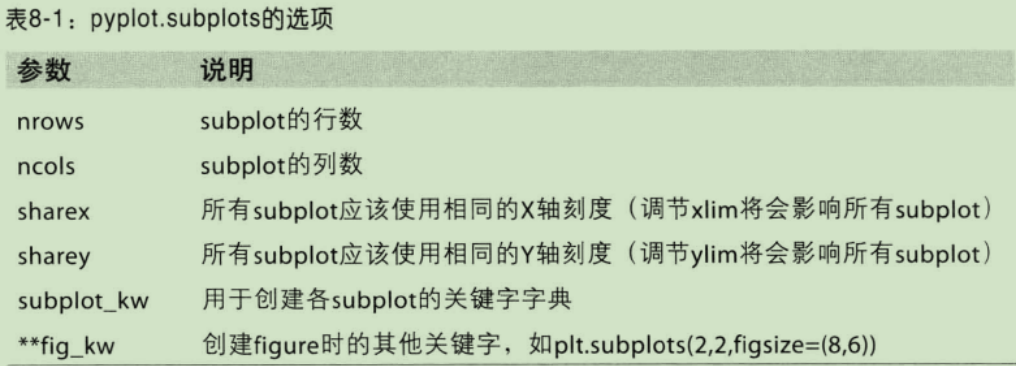 表8-1：pyplot.subplots的选项
参数 说明
nrows subplot的行数
ncols subplot的列数
sharex 所有subplot应该使用相同的X轴刻度（调节xlim将会影响所有subplot）
sharey 所有subplot应该使用相同的Y轴刻度（调节ylim将会影响所有subplot）
subplot_kw 用于创建各subplot的关键字字典
**fig_kw 创建figure时的其他关键字，如plt.subplots(2,2,figsize=(8,6))